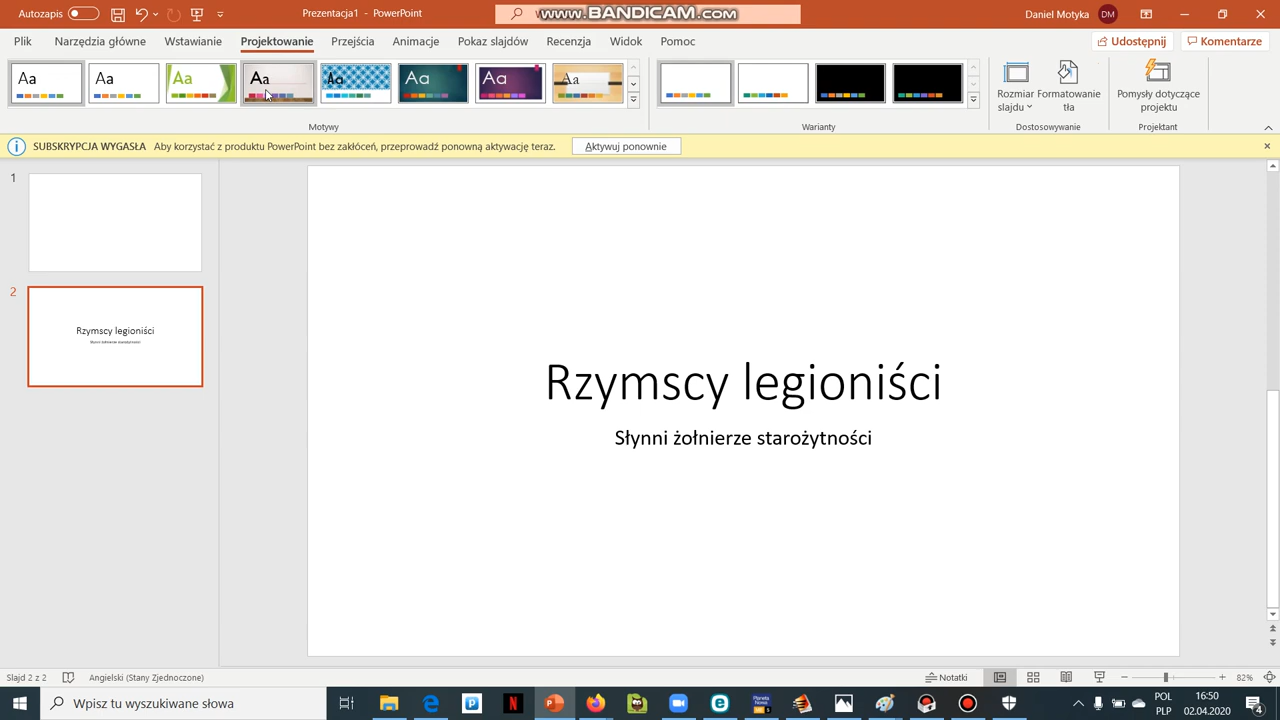 Autozapis
Prezentacja1 - PowerPoint
www.BANDICAM.com
Daniel Motyka DM
Plik Narzędzia główne Wstawianie Projektowanie Przejścia Animacje Pokaz slajdów Recenzja Widok Pomoc
Udostępnij Komentarze
Aa Aa Aa Aa Aa Aa Aa Aa
Rozmiar slajdu
Formatowanie tła
Pomysły dotyczące projektu
Motywy Warianty Dostosowywanie Projektant
SUBSKRYPCJA WYGASŁA Aby korzystać z produktu PowerPoint bez zakłóceń, przeprowadź ponowną aktywację teraz. Aktywuj ponownie
1
2
Rzymscy legioniści
Słynni żołnierze starożytności
Rzymscy legioniści
Słynni żołnierze starożytności
Slajd 2 z 2 Angielski (Stany Zjednoczone) Notatki 82%
Wpisz tu wyszukiwane słowa
POL
PLP
16:50
02.04.2020
4